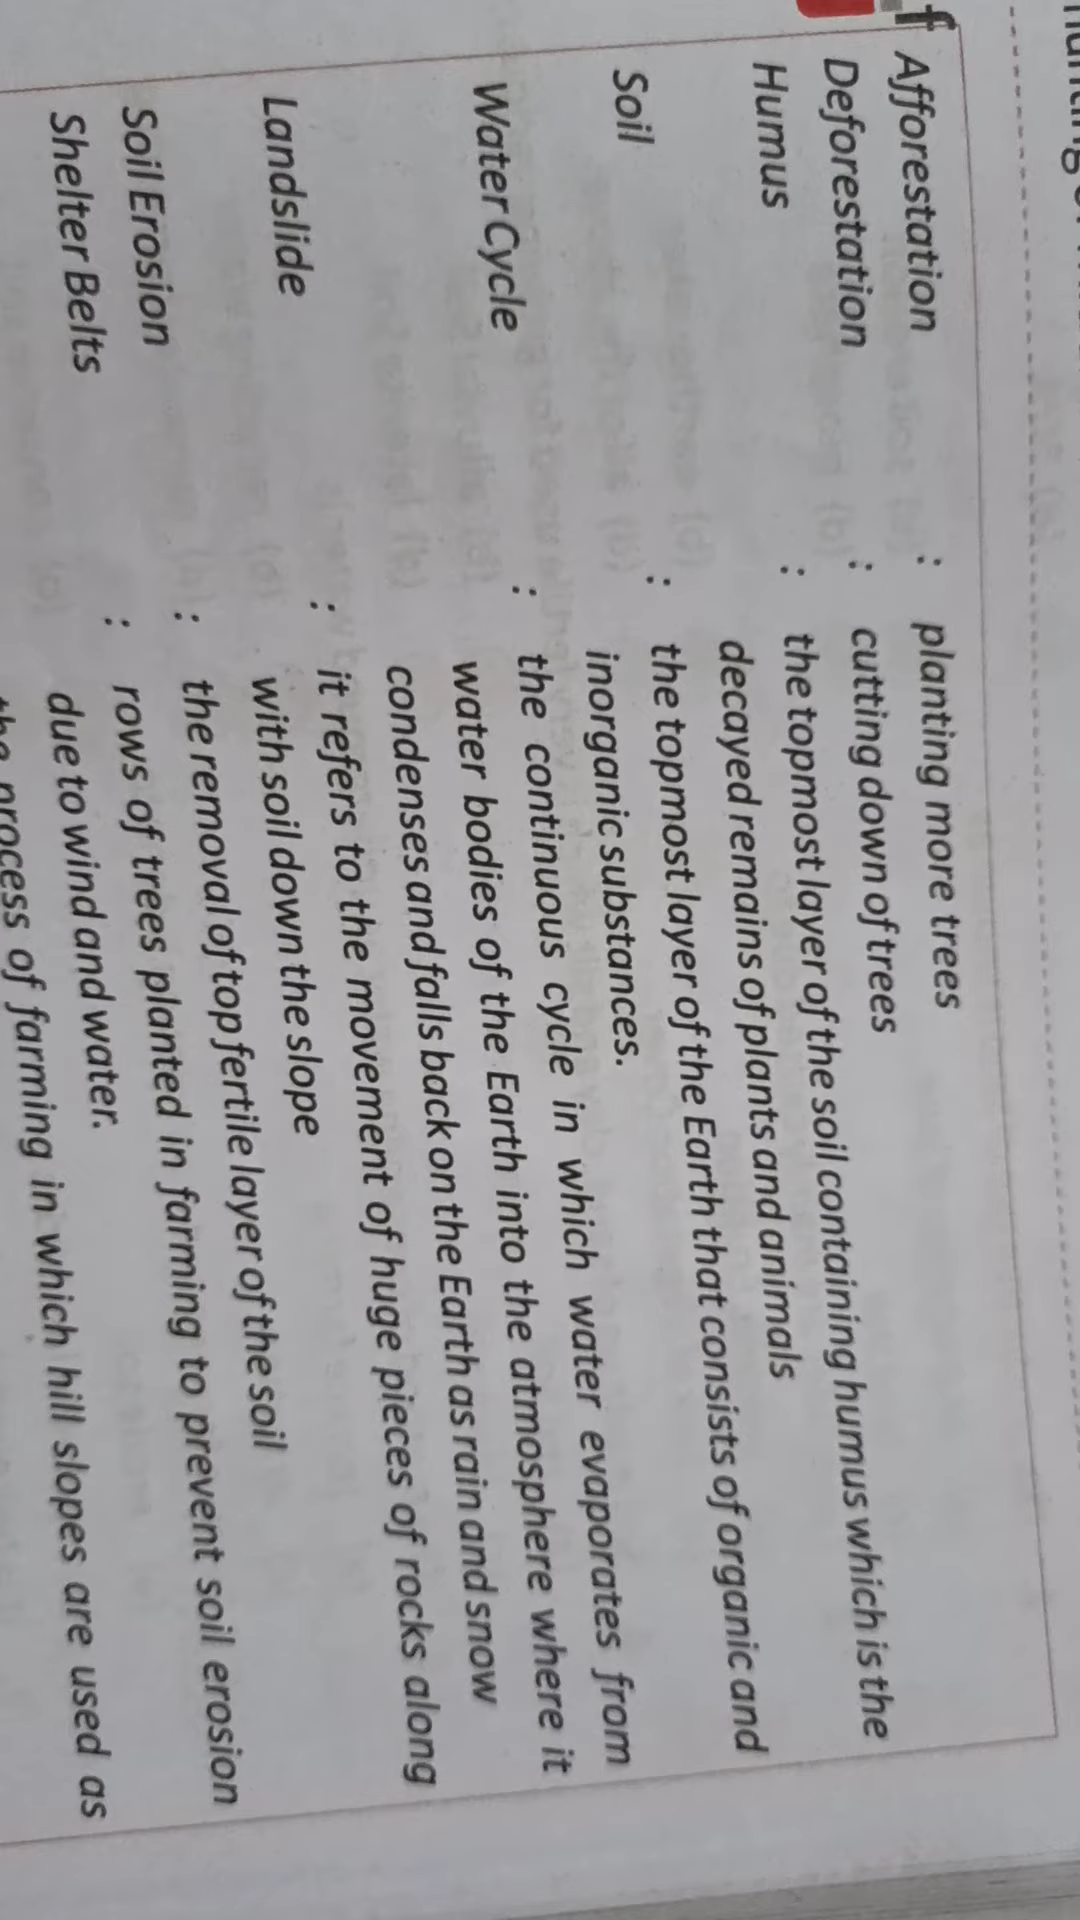 f
Afforestation : planting more trees
Deforestation : cutting down of trees
Humus : the topmost layer of the soil containing humus which is the
decayed remains of plants and animals
Soil : the topmost layer of the Earth that consists of organic and
inorganic substances.
Water Cycle : the continuous cycle in which water evaporates from
water bodies of the Earth into the atmosphere where it
condenses and falls back on the Earth as rain and snow
Landslide : it refers to the movement of huge pieces of rocks along
with soil down the slope
Soil Erosion : the removal of top fertile layer of the soil
Shelter Belts : rows of trees planted in farming to prevent soil erosion
due to wind and water.
the process of farming in which hill slopes are used as